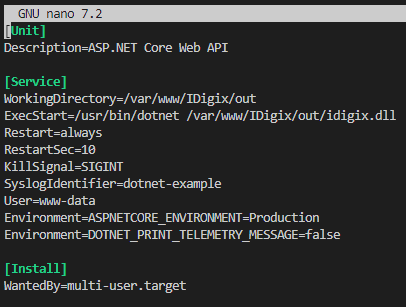 GNU nano 7.2
[Unit]
Description=ASP.NET Core Web API
[Service]
WorkingDirectory=/var/www/IDigix/out
ExecStart=/usr/bin/dotnet /var/www/IDigix/out/idigix.dll
Restart=always
RestartSec=10
KillSignal=SIGINT
SyslogIdentifier=dotnet-example
User=www-data
Environment=ASPNETCORE_ENVIRONMENT=Production
Environment=DOTNET_PRINT_TELEMETRY_MESSAGE=false
[Install]
WantedBy=multi-user.target